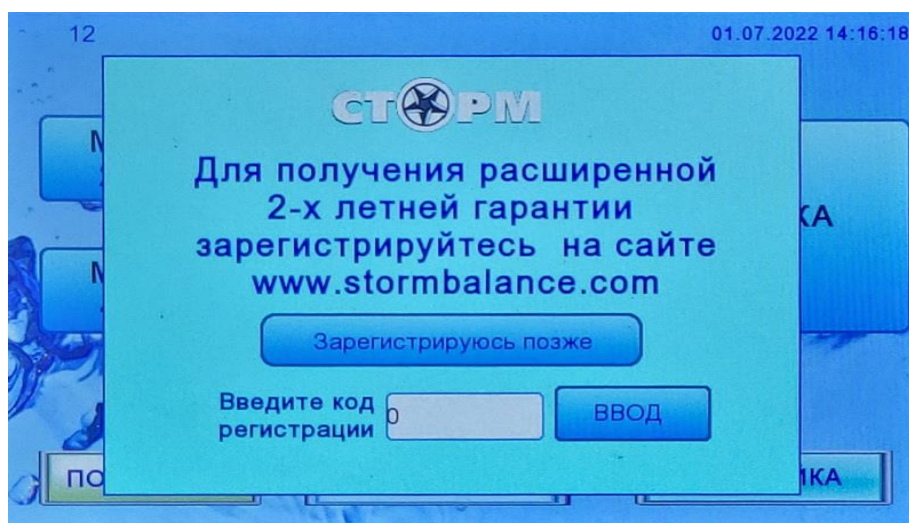 12
01.07.2022 14:16:18
СТОРМ
Для получения расширенной
2-х летней гарантии
зарегистрируйтесь на сайте
www.stormbalance.com
Зарегистрируюсь позже
Введите код
регистрации
0
ВВОД